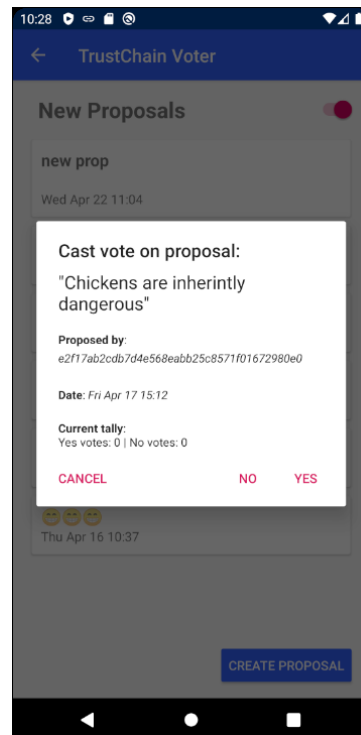 10:28
TrustChain Voter
New Proposals
new prop
Wed Apr 22 11:04
Cast vote on proposal:
"Chickens are inherintly
dangerous"
Proposed by:
e2f17ab2cdb7d4e568eabb25c8571f01672980e0
Date: Fri Apr 17 15:12
Current tally:
Yes votes: 0 | No votes: 0
CANCEL NO YES
😁😁😁
Thu Apr 16 10:37
CREATE PROPOSAL